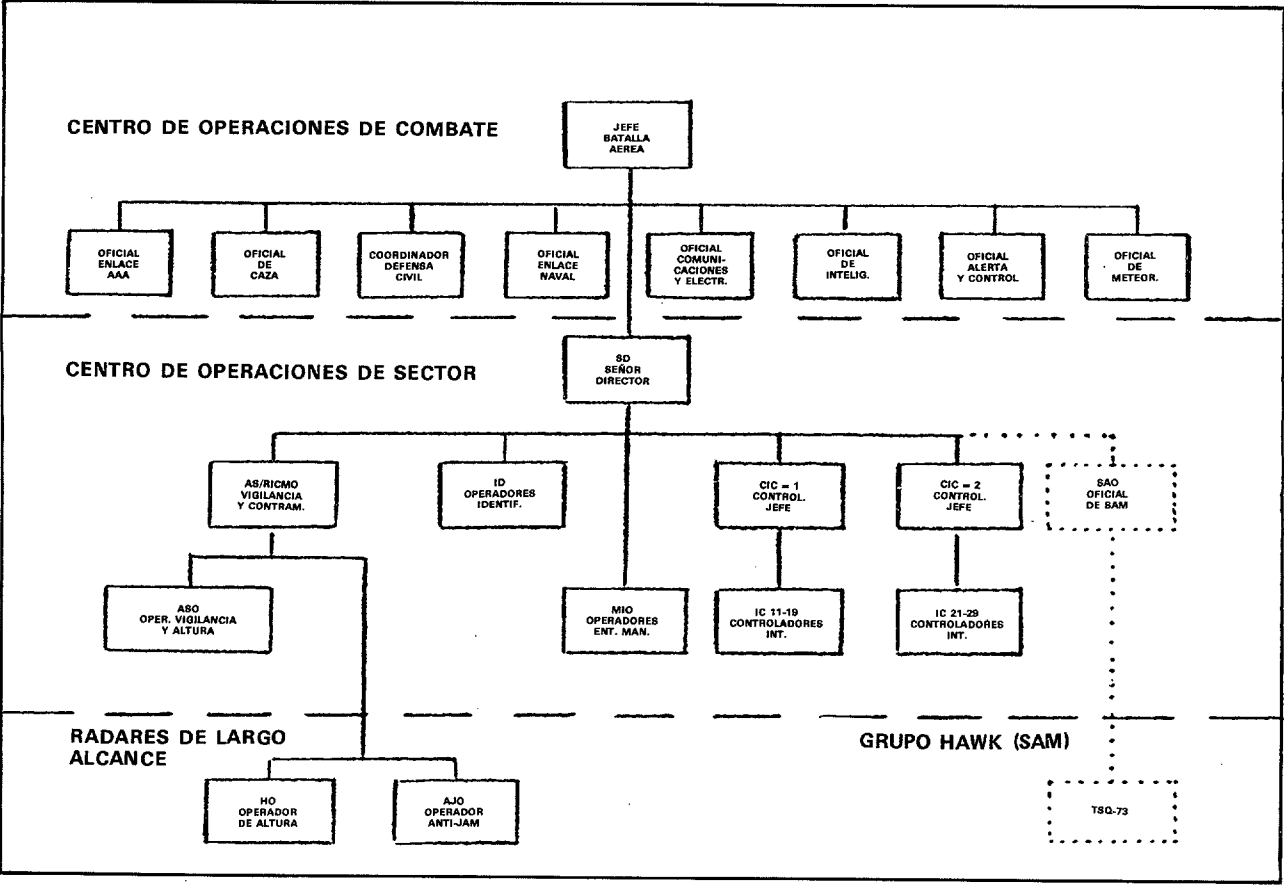 CENTRO DE OPERACIONES DE COMBATE
JEFE
BATALLA
AEREA
OFICIAL
ENLACE
AAA
OFICIAL
DE
CAZA
COORDINADOR
DEFENSA
CIVIL
OFICIAL
ENLACE
NAVAL
OFICIAL
COMUNI-
CACIONES
Y ELECTR.
OFICIAL
DE
INTELIG.
OFICIAL
ALERTA
Y CONTROL
OFICIAL
DE
METEOR.
CENTRO DE OPERACIONES DE SECTOR
SD
SEÑOR
DIRECTOR
AS/RICMO
VIGILANCIA
Y CONTRAM.
ID
OPERADORES
IDENTIF.
CIC = 1
CONTROL.
JEFE
CIC = 2
CONTROL.
JEFE
SAO
OFICIAL
DE SAM
ASO
OPER. VIGILANCIA
Y ALTURA
MIO
OPERADORES
ENT. MAN.
IC 11-19
CONTROLADORES
INT.
IC 21-29
CONTROLADORES
INT.
RADARES DE LARGO
ALCANCE
GRUPO HAWK (SAM)
HO
OPERADOR
DE ALTURA
AJO
OPERADOR
ANTI-JAM
TSQ-73